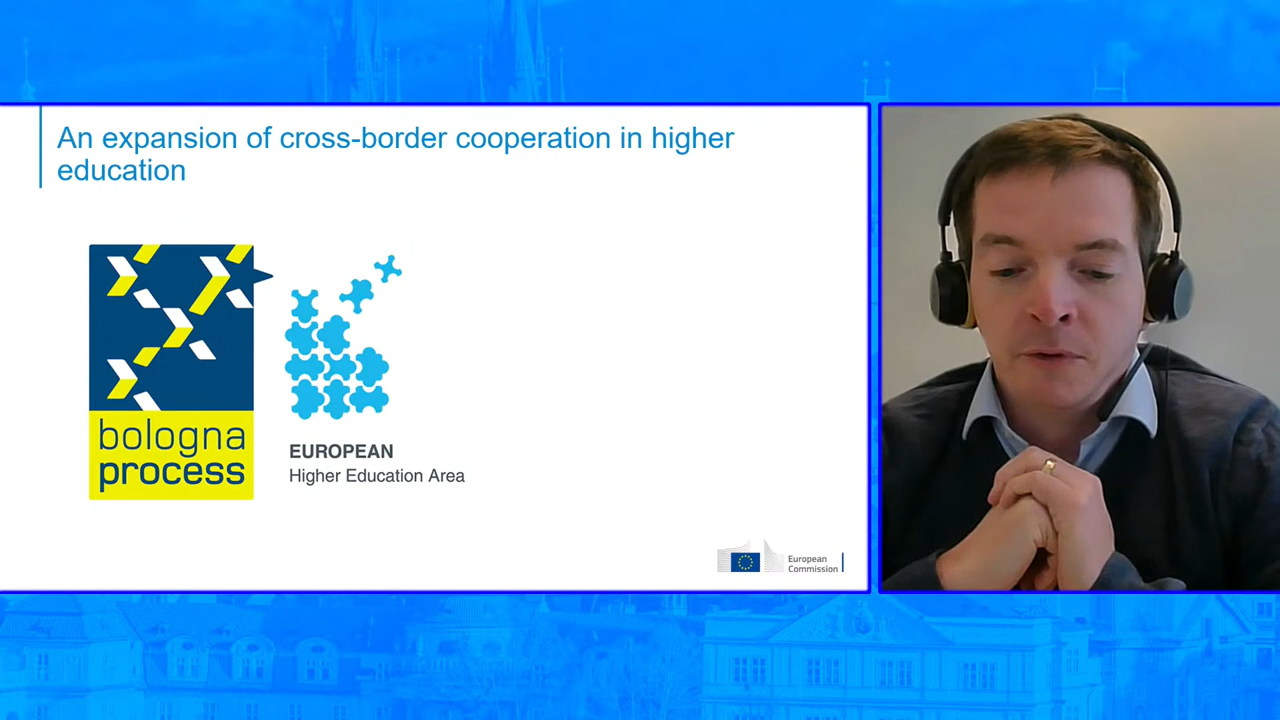 An expansion of cross-border cooperation in higher
education
bologna
process
EUROPEAN
Higher Education Area
European
Commission